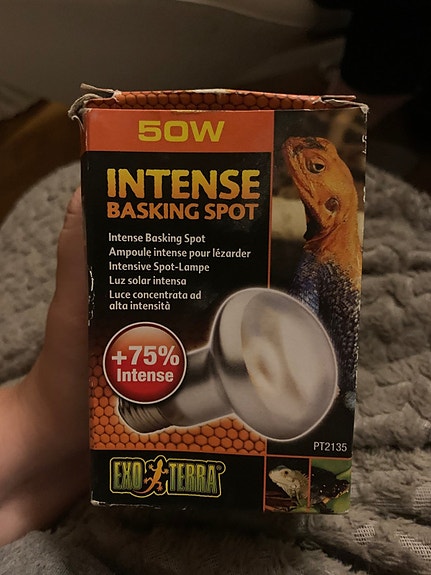 50W
INTENSE
BASKING SPOT
Intense Basking Spot
Ampoule intense pour lézarder
Intensive Spot-Lampe
Luz solar intensa
Luce concentrata ad
alta intensità
+75%
Intense
PT2135
EXO TERRA